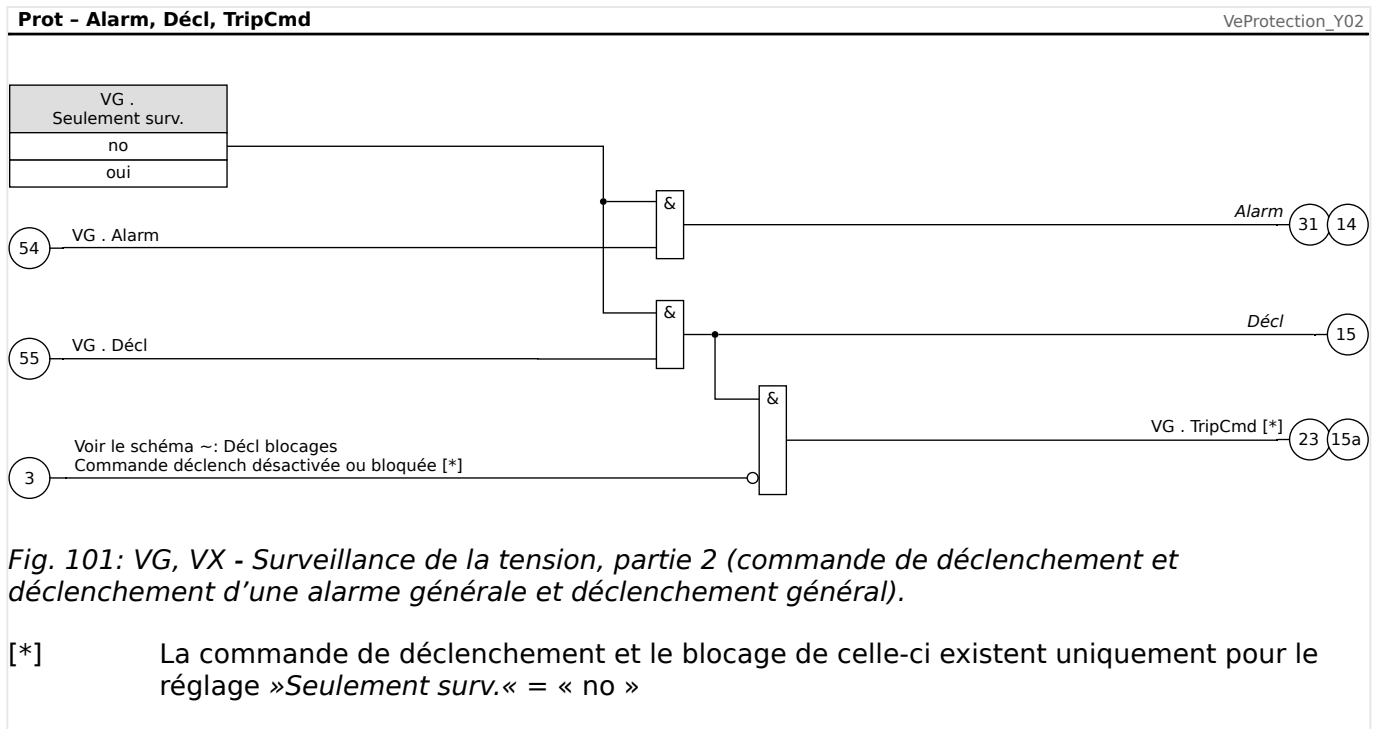 Prot – Alarm, Décl, TripCmd
VeProtection_Y02
VG .
Seulement surv.
no
oui
&
Alarm
31
14
54
VG . Alarm
&
Décl
15
55
VG . Décl
&
VG . TripCmd [*]
23
15a
Voir le schéma ~: Décl blocages
Commande déclench désactivée ou bloquée [*]
3
Fig. 101: VG, VX - Surveillance de la tension, partie 2 (commande de déclenchement et
déclenchement d’une alarme générale et déclenchement général).
[*] La commande de déclenchement et le blocage de celle-ci existent uniquement pour le
réglage »Seulement surv.« = « no »